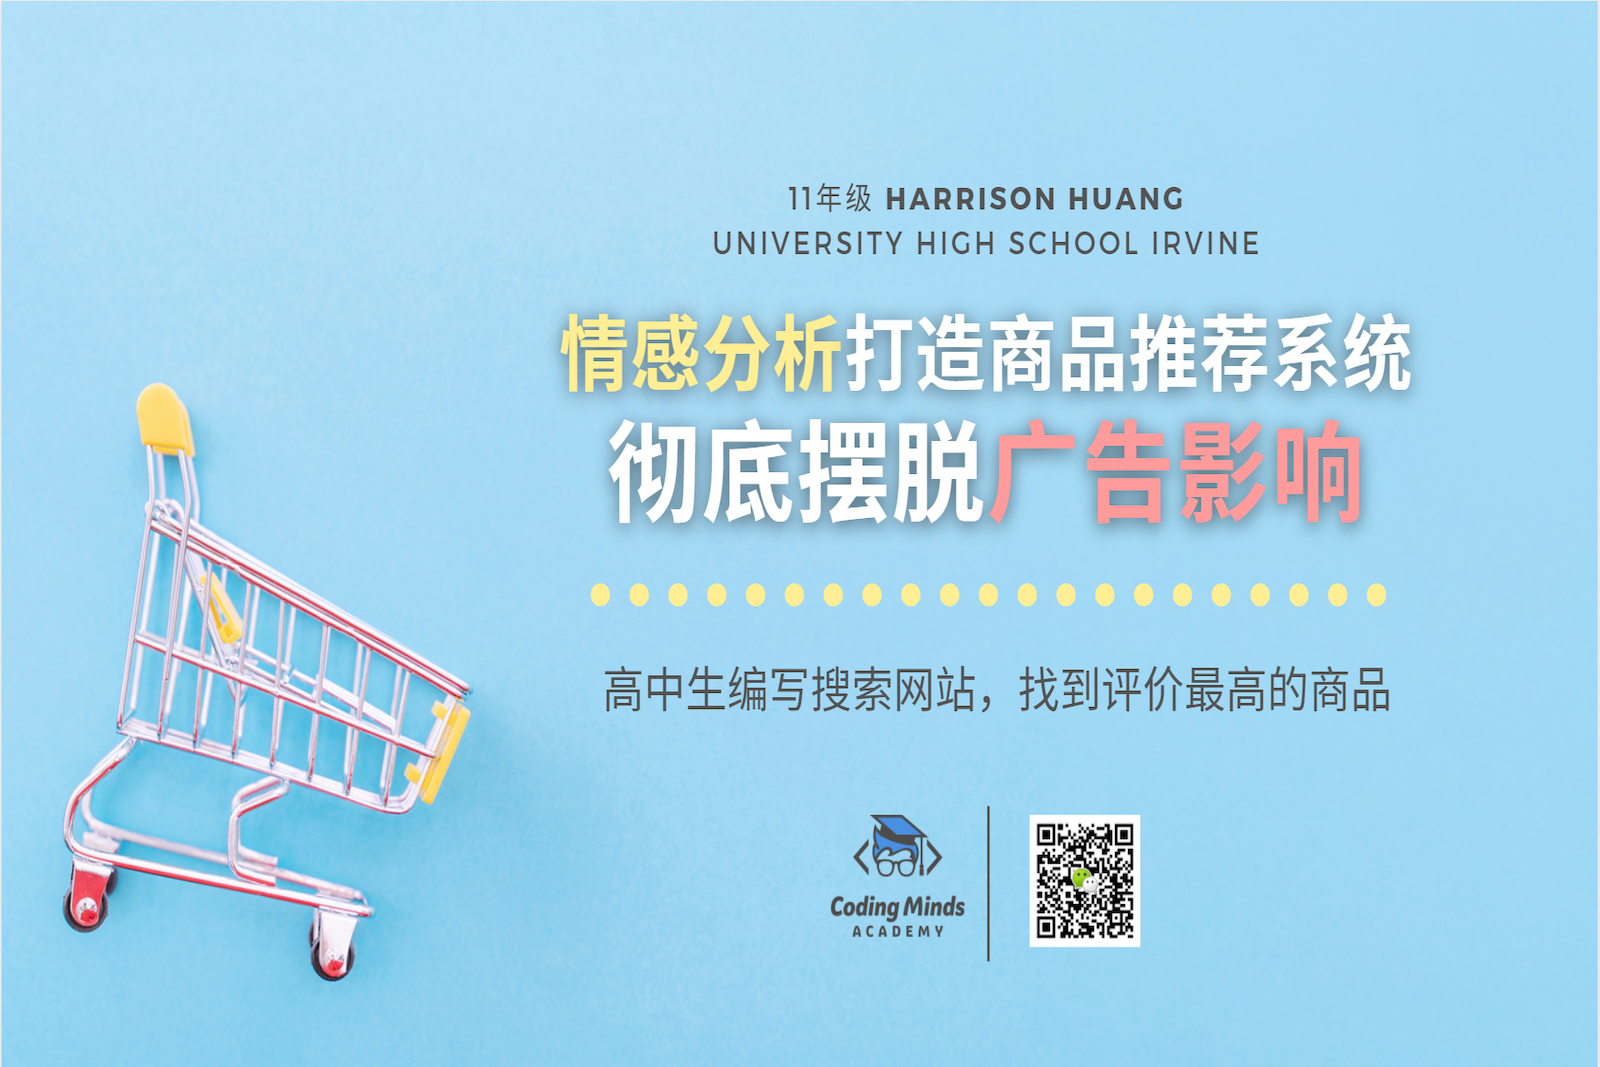 11年级 HARRISON HUANG
UNIVERSITY HIGH SCHOOL IRVINE
情感分析打造商品推荐系统
彻底摆脱广告影响
高中生编写搜索网站，找到评价最高的商品
Coding Minds
ACADEMY